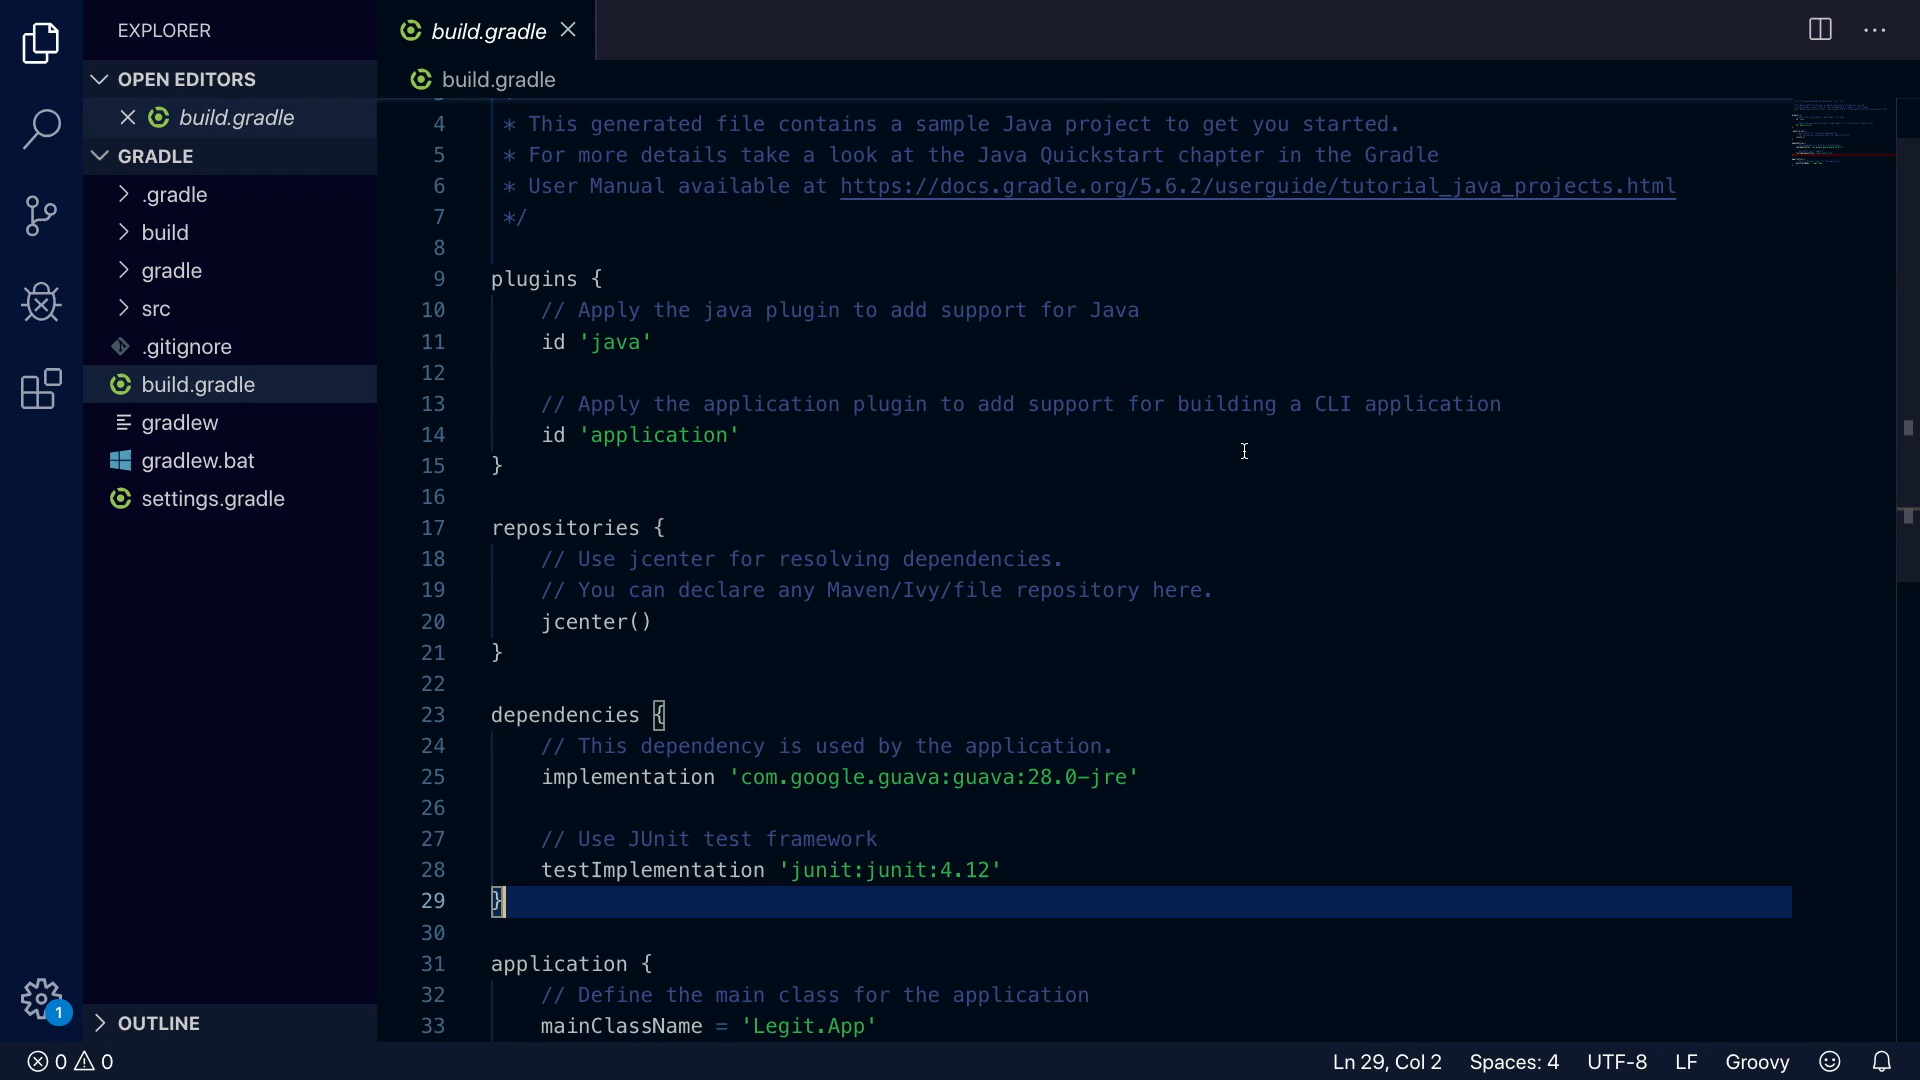 EXPLORER
OPEN EDITORS
build.gradle
GRADLE
.gradle
build
gradle
src
.gitignore
build.gradle
gradlew
gradlew.bat
settings.gradle
OUTLINE
1
build.gradle
build.gradle
4 * This generated file contains a sample Java project to get you started.
5 * For more details take a look at the Java Quickstart chapter in the Gradle
6 * User Manual available at https://docs.gradle.org/5.6.2/userguide/tutorial_java_projects.html
7 */
8
9 plugins {
10 // Apply the java plugin to add support for Java
11 id 'java'
12
13 // Apply the application plugin to add support for building a CLI application
14 id 'application'
15 }
16
17 repositories {
18 // Use jcenter for resolving dependencies.
19 // You can declare any Maven/Ivy/file repository here.
20 jcenter()
21 }
22
23 dependencies {
24 // This dependency is used by the application.
25 implementation 'com.google.guava:guava:28.0-jre'
26
27 // Use JUnit test framework
28 testImplementation 'junit:junit:4.12'
29 }
30
31 application {
32 // Define the main class for the application
33 mainClassName = 'Legit.App'
0 0 Ln 29, Col 2 Spaces: 4 UTF-8 LF Groovy